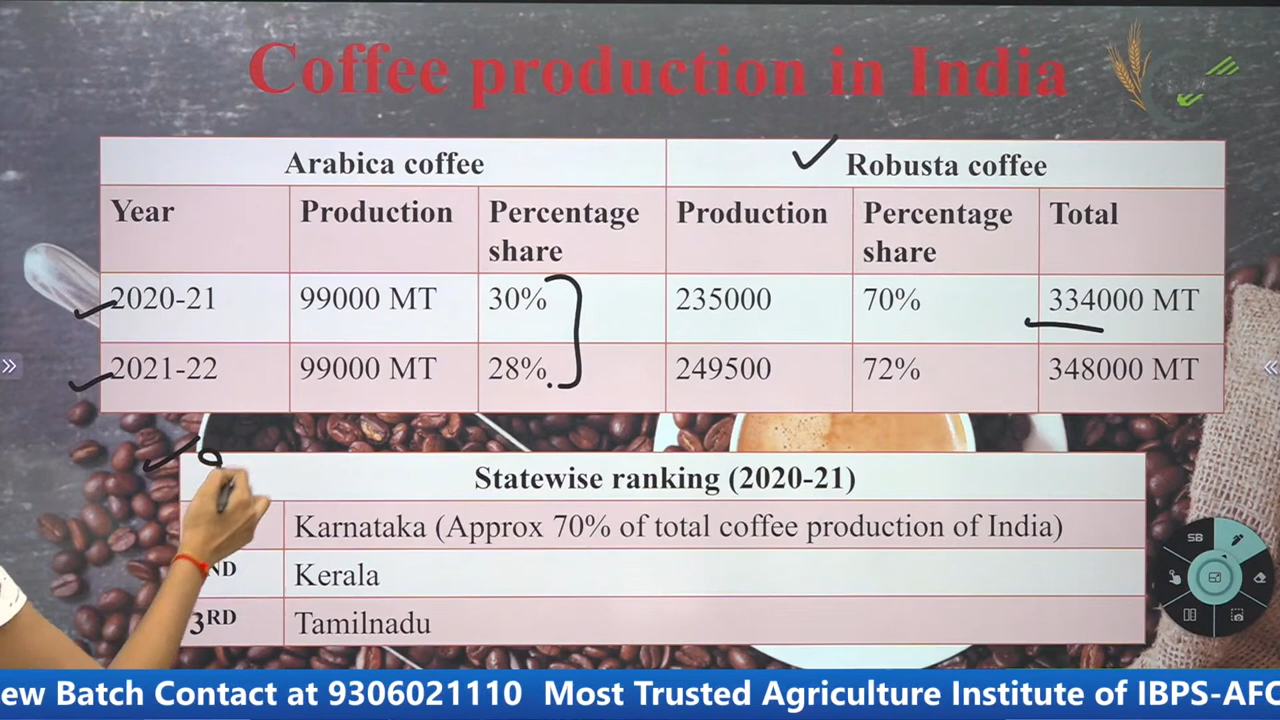 Coffee production in India
Arabica coffee Robusta coffee
Year Production Percentage share Production Percentage share Total
2020-21 99000 MT 30% 235000 70% 334000 MT
2021-22 99000 MT 28% 249500 72% 348000 MT
Statewise ranking (2020-21)
Karnataka (Approx 70% of total coffee production of India)
ND Kerala
3RD Tamilnadu
SB
ew Batch Contact at 9306021110 Most Trusted Agriculture Institute of IBPS-AFO